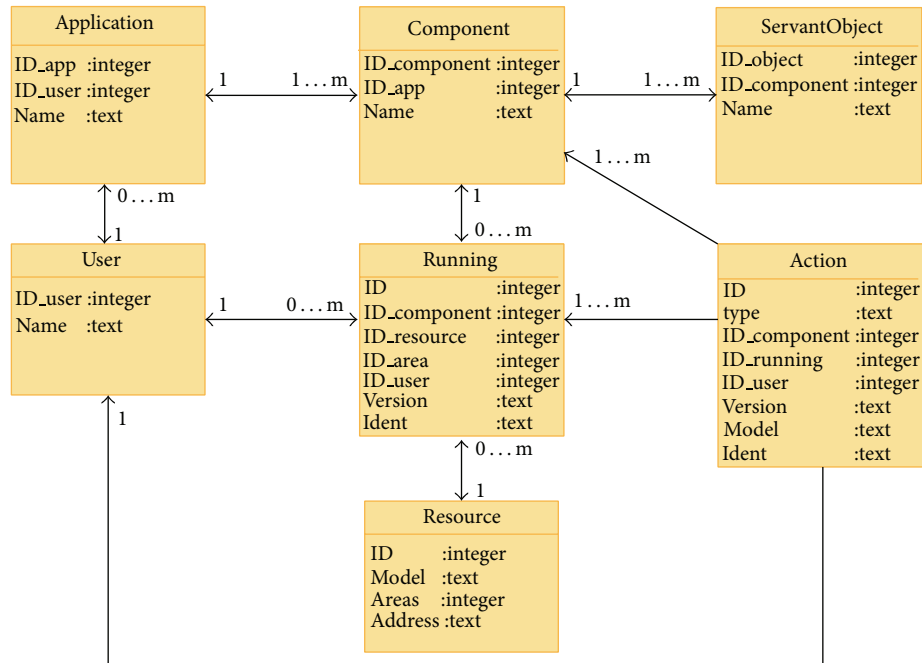 Application
ID_app :integer
ID_user :integer
Name :text
1
1...m
Component
ID_component :integer
ID_app :integer
Name :text
1
1...m
ServantObject
ID_object :integer
ID_component :integer
Name :text
0...m
1
1
0...m
1...m
User
ID_user :integer
Name :text
1
0...m
Running
ID :integer
ID_component :integer
ID_resource :integer
ID_area :integer
ID_user :integer
Version :text
Ident :text
1...m
Action
ID :integer
type :text
ID_component :integer
ID_running :integer
ID_user :integer
Version :text
Model :text
Ident :text
1
0...m
1
Resource
ID :integer
Model :text
Areas :integer
Address :text